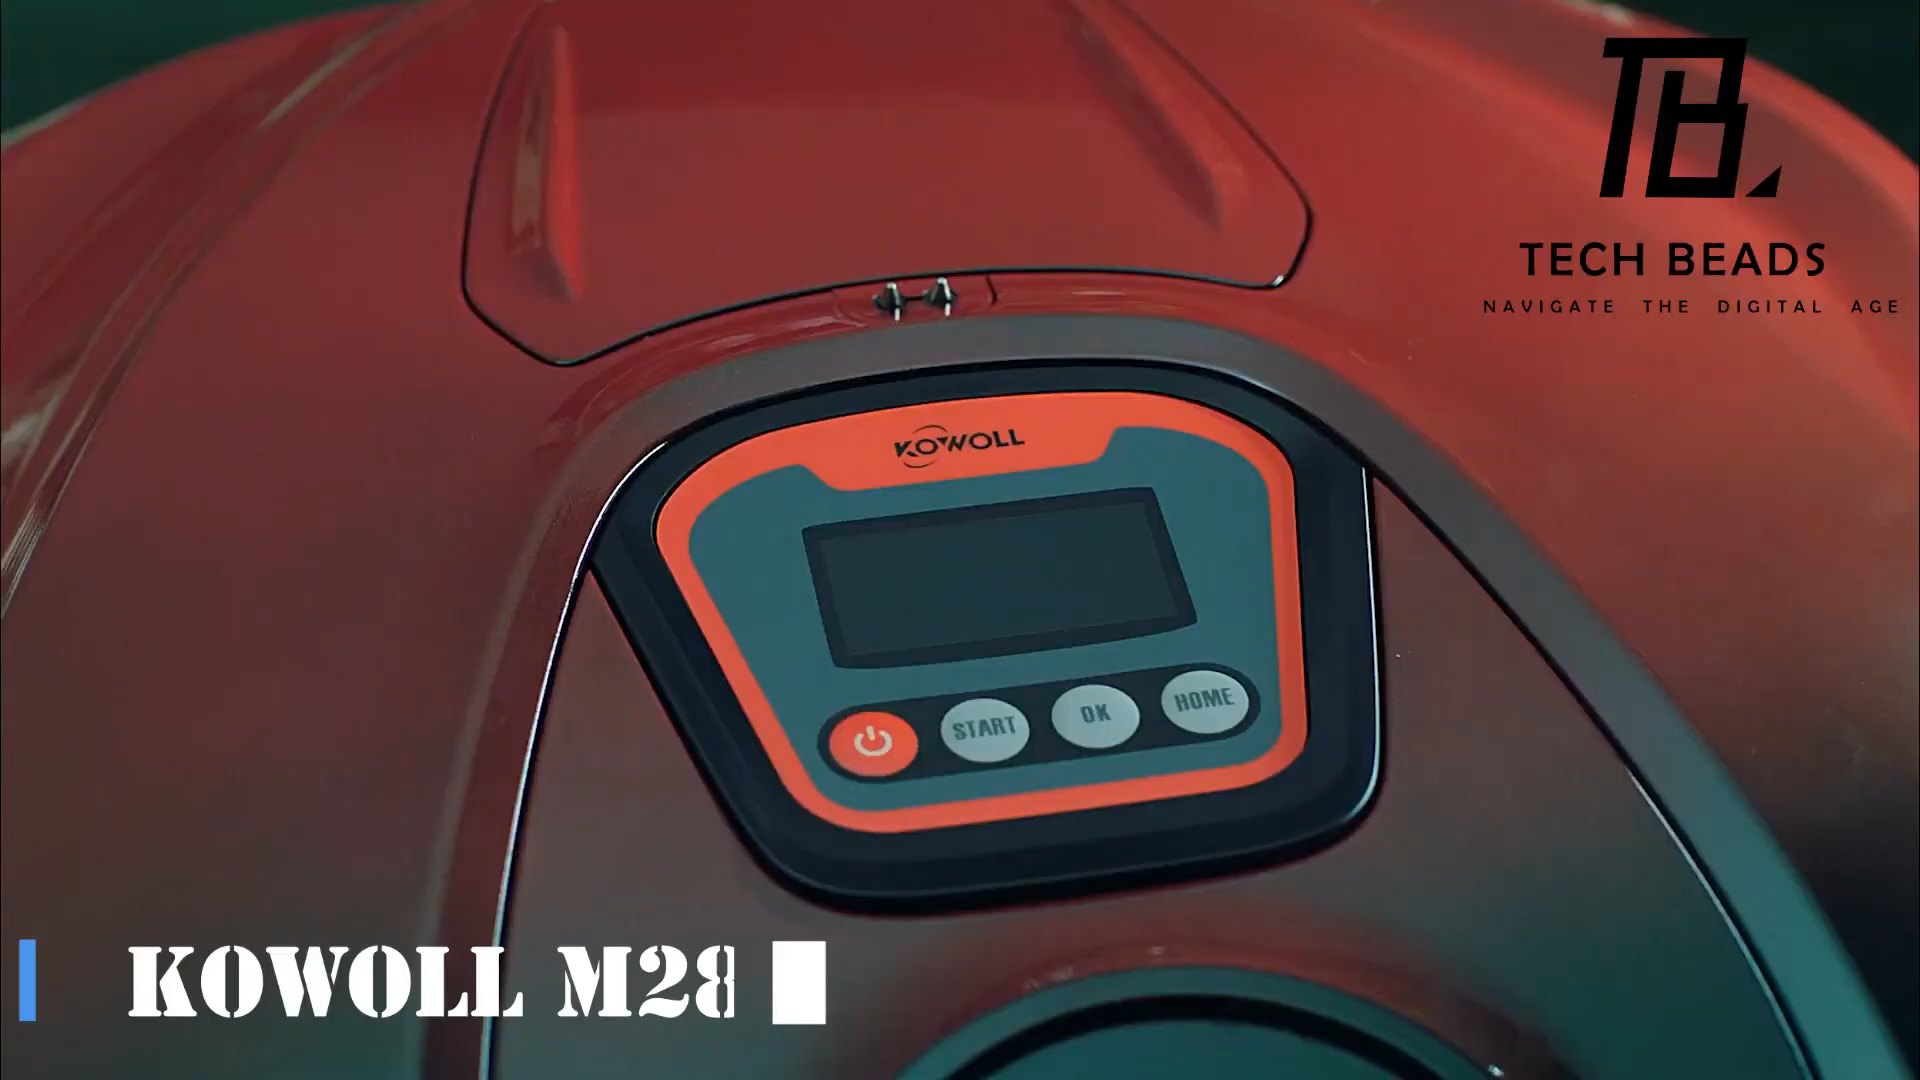 TB.
TECH BEADS
NAVIGATE THE DIGITAL AGE
KOWOLL
START
OK
HOME
KOWOLL M28